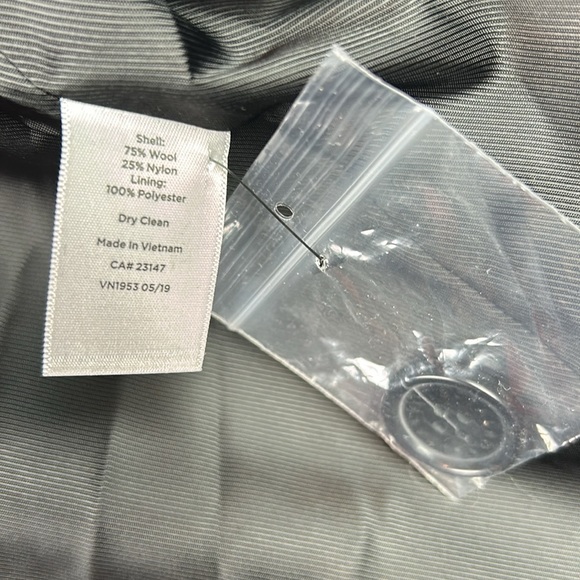 Shell:
75% Wool
25% Nylon
Lining:
100% Polyester
Dry Clean
Made in Vietnam
CA# 23147
VN1953 05/19